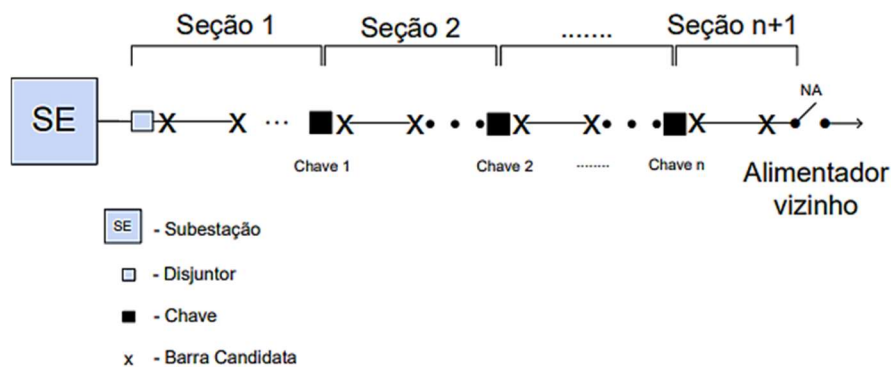 Seção 1
Seção 2
.......
Seção n+1
SE
X
X
...
X
X
X
X
X
X
NA
Chave 1
Chave 2
........
Chave n
Alimentador
vizinho
SE - Subestação
- Disjuntor
- Chave
x - Barra Candidata